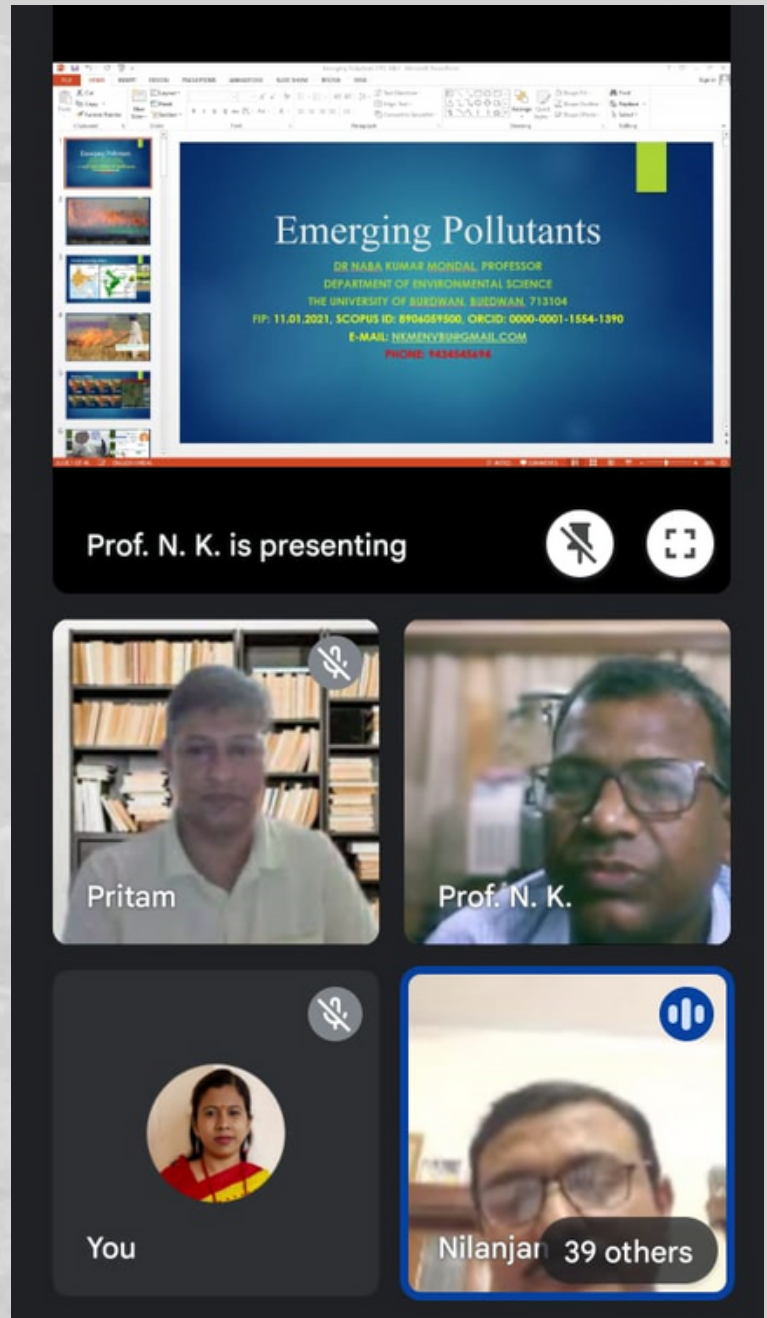 Emerging Pollutants
DR NABA KUMAR MONDAL, PROFESSOR
DEPARTMENT OF ENVIRONMENTAL SCIENCE
THE UNIVERSITY OF BURDWAN, BUEDWAN, 713104
FIP: 11.01.2021, SCOPUS ID: 8906059500, ORCID: 0000-0001-1554-1390
E-MAIL: NKMENVBU@GMAIL.COM
PHONE: 9434545694
Prof. N. K. is presenting
Pritam
Prof. N. K.
You
Nilanjan
39 others